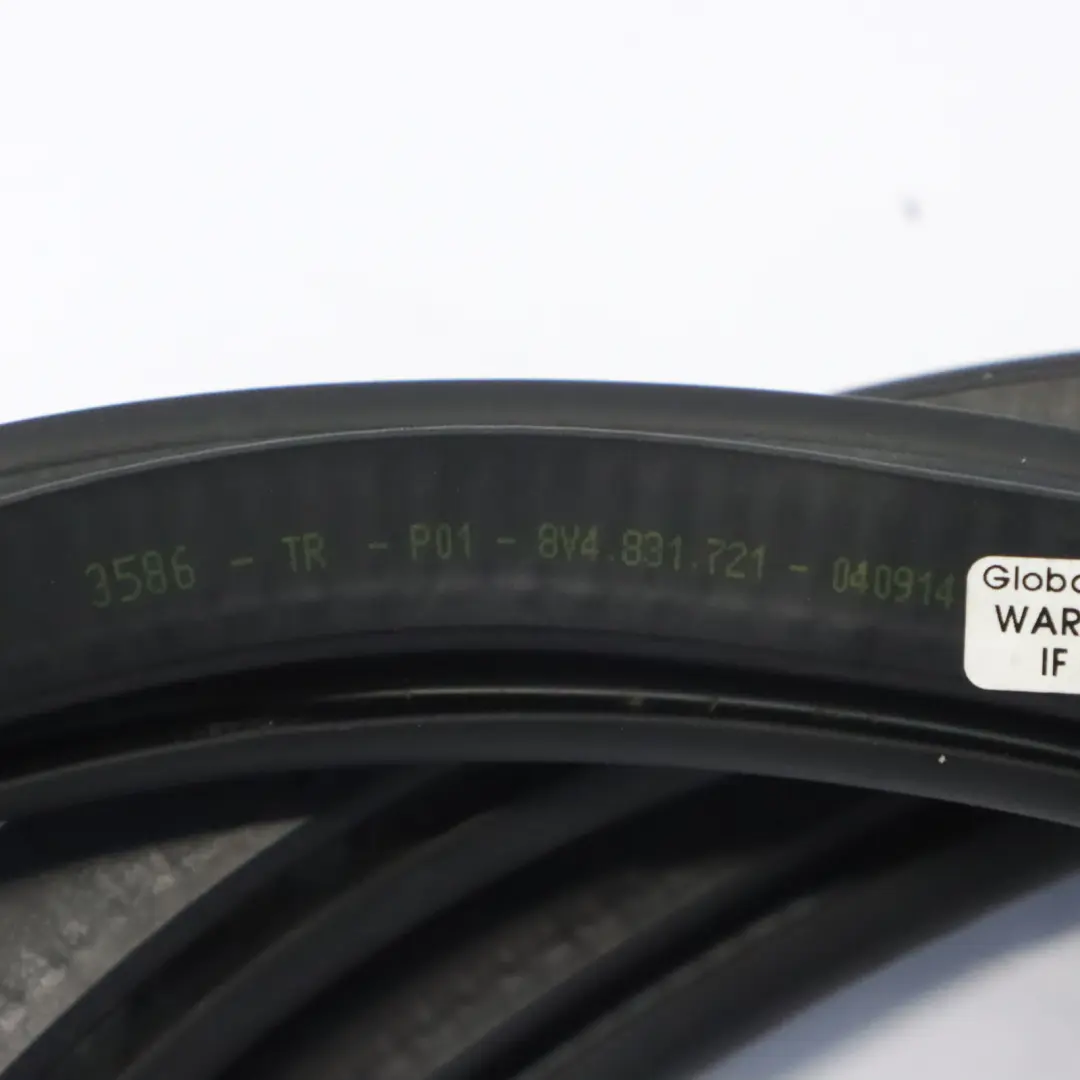 3586 - TR - P01 - 8V4.831.721 - 040914
Globa
WAR
IF